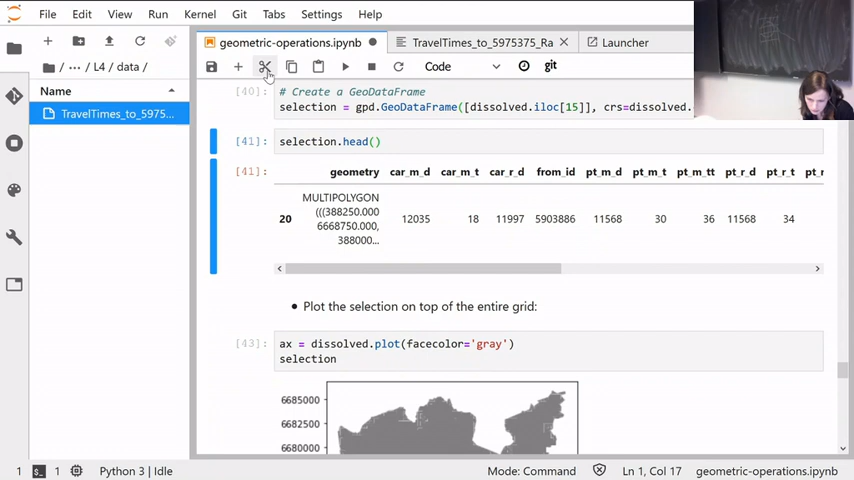 File Edit View Run Kernel Git Tabs Settings Help
geometric-operations.ipynb
TravelTimes_to_5975375_Ra
Launcher
/ ... / L4 / data /
Code
git
Name
TravelTimes_to_5975...
[40]: # Create a GeoDataFrame
selection = gpd.GeoDataFrame([dissolved.iloc[15]], crs=dissolved.
[41]: selection.head()
[41]: geometry car_m_d car_m_t car_r_d from_id pt_m_d pt_m_t pt_m_tt pt_r_d pt_r_t
MULTIPOLYGON
(((388250.000
20 6668750.000, 12035 18 11997 5903886 11568 30 36 11568 34
388000...
• Plot the selection on top of the entire grid:
[43]: ax = dissolved.plot(facecolor='gray')
selection
6685000
6682500
6680000
1 1 Python 3 | Idle Mode: Command Ln 1, Col 17 geometric-operations.ipynb